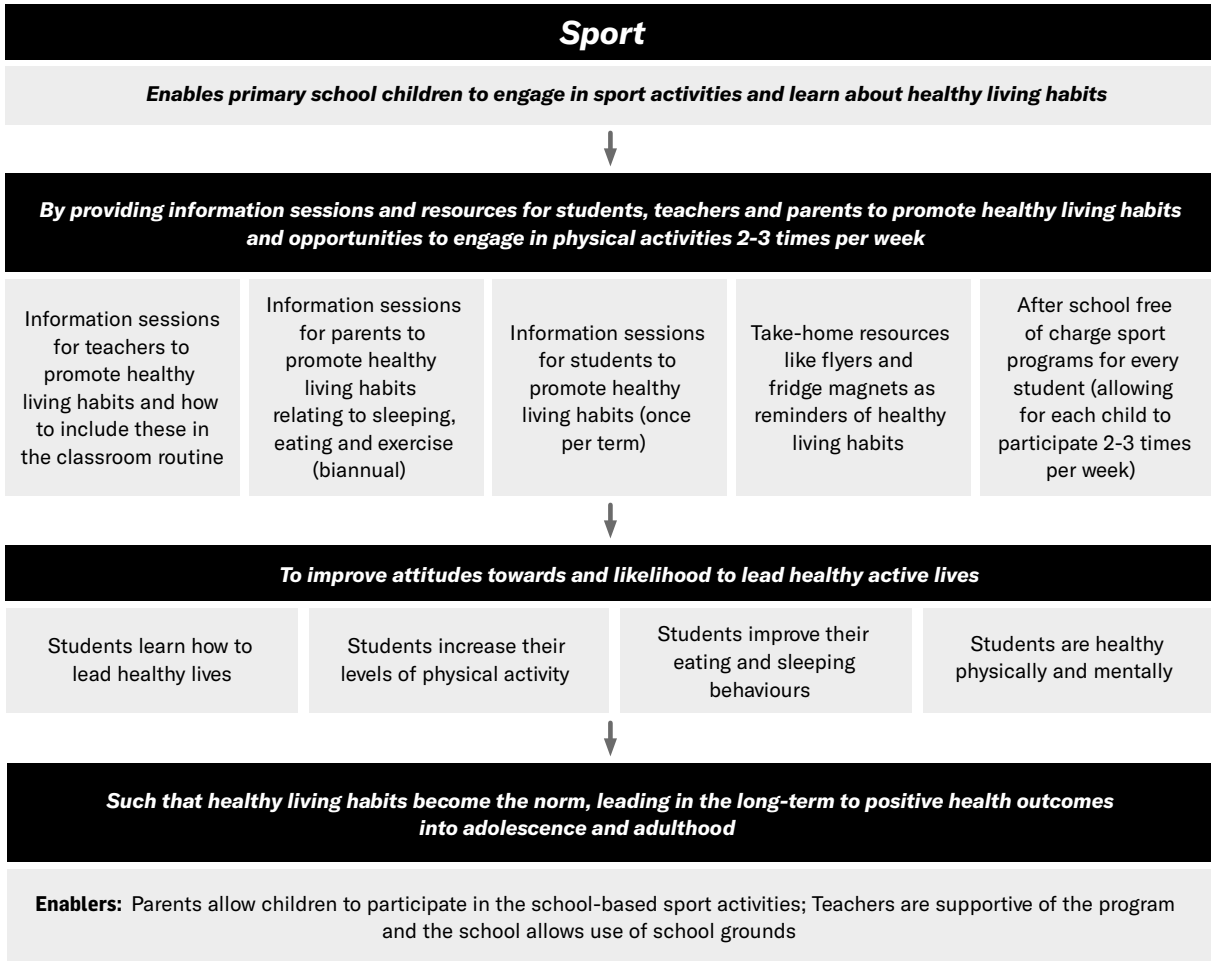 Sport
Enables primary school children to engage in sport activities and learn about healthy living habits
By providing information sessions and resources for students, teachers and parents to promote healthy living habits
and opportunities to engage in physical activities 2-3 times per week
Information sessions
for teachers to
promote healthy
living habits and how
to include these in
the classroom routine
Information sessions
for parents to
promote healthy
living habits
relating to sleeping,
eating and exercise
(biannual)
Information sessions
for students to
promote healthy
living habits (once
per term)
Take-home resources
like flyers and
fridge magnets as
reminders of healthy
living habits
After school free
of charge sport
programs for every
student (allowing
for each child to
participate 2-3 times
per week)
To improve attitudes towards and likelihood to lead healthy active lives
Students learn how to
lead healthy lives
Students increase their
levels of physical activity
Students improve their
eating and sleeping
behaviours
Students are healthy
physically and mentally
Such that healthy living habits become the norm, leading in the long-term to positive health outcomes
into adolescence and adulthood
Enablers: Parents allow children to participate in the school-based sport activities; Teachers are supportive of the program
and the school allows use of school grounds